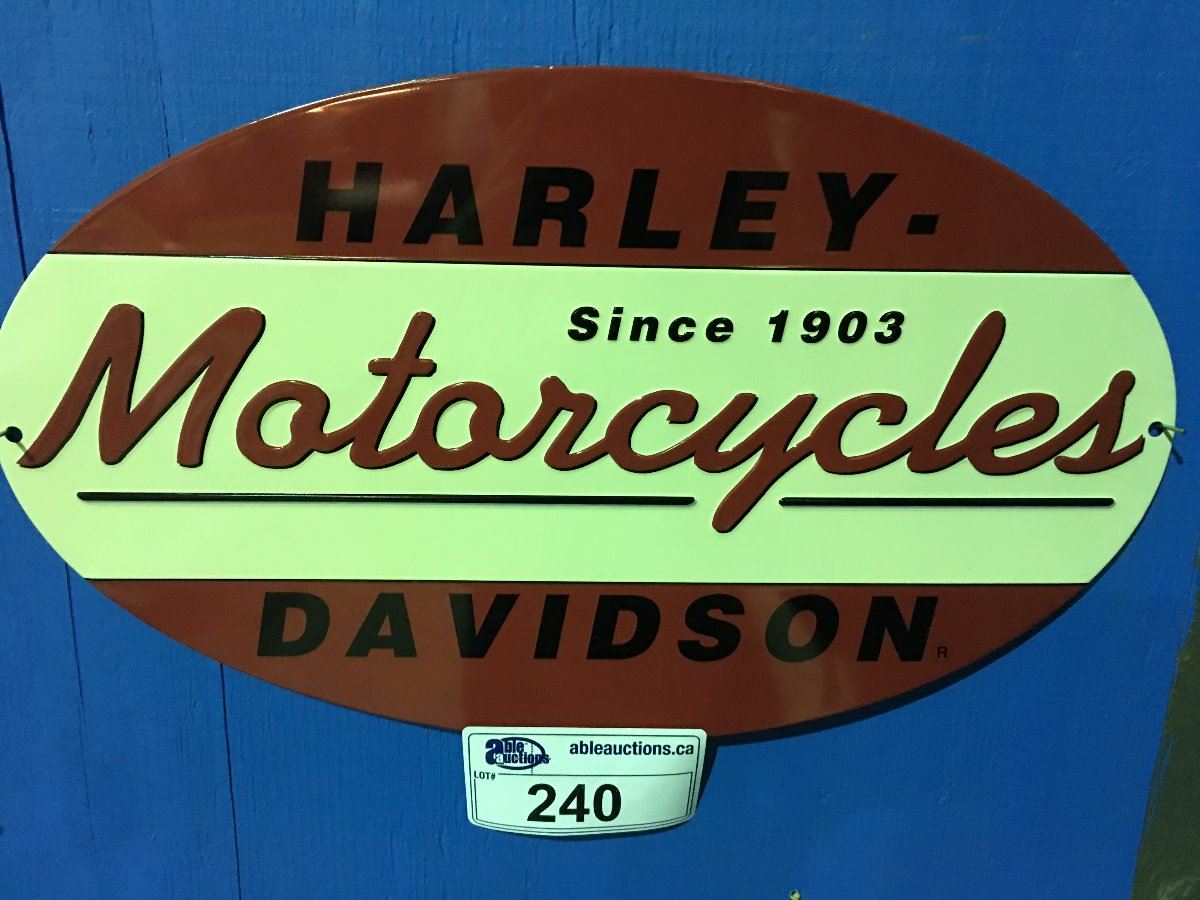 HARLEY-
Since 1903
Motorcycles
DAVIDSON
R
able auctions
ableauctions.ca
LOT#
240